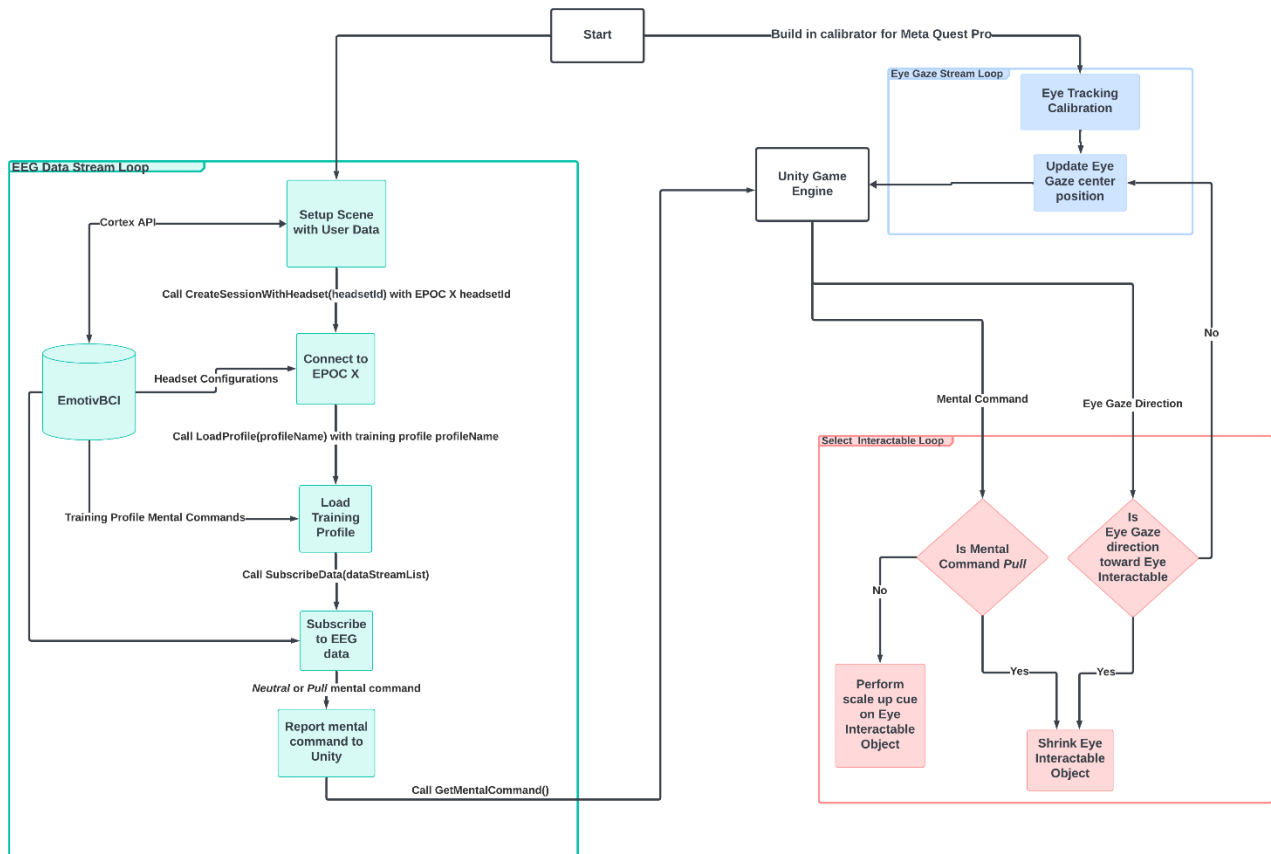 Start
Build in calibrator for Meta Quest Pro
Eye Gaze Stream Loop
Eye Tracking
Calibration
Update Eye
Gaze center
position
Unity Game
Engine
EEG Data Stream Loop
Setup Scene
with User Data
Cortex API
Call CreateSessionWithHeadset(headsetId) with EPOC X headsetId
EmotivBCI
Headset Configurations
Connect to
EPOC X
Call LoadProfile(profileName) with training profile profileName
Training Profile Mental Commands
Load
Training
Profile
Call SubscribeData(dataStreamList)
Subscribe
to EEG
data
Neutral or Pull mental command
Report mental
command to
Unity
Call GetMentalCommand()
Mental Command
Eye Gaze Direction
No
Select Interactable Loop
Is Mental
Command Pull
Is
Eye Gaze
direction
toward Eye
Interactable
No
Yes
Yes
Perform
scale up cue
on Eye
Interactable
Object
Shrink Eye
Interactable
Object